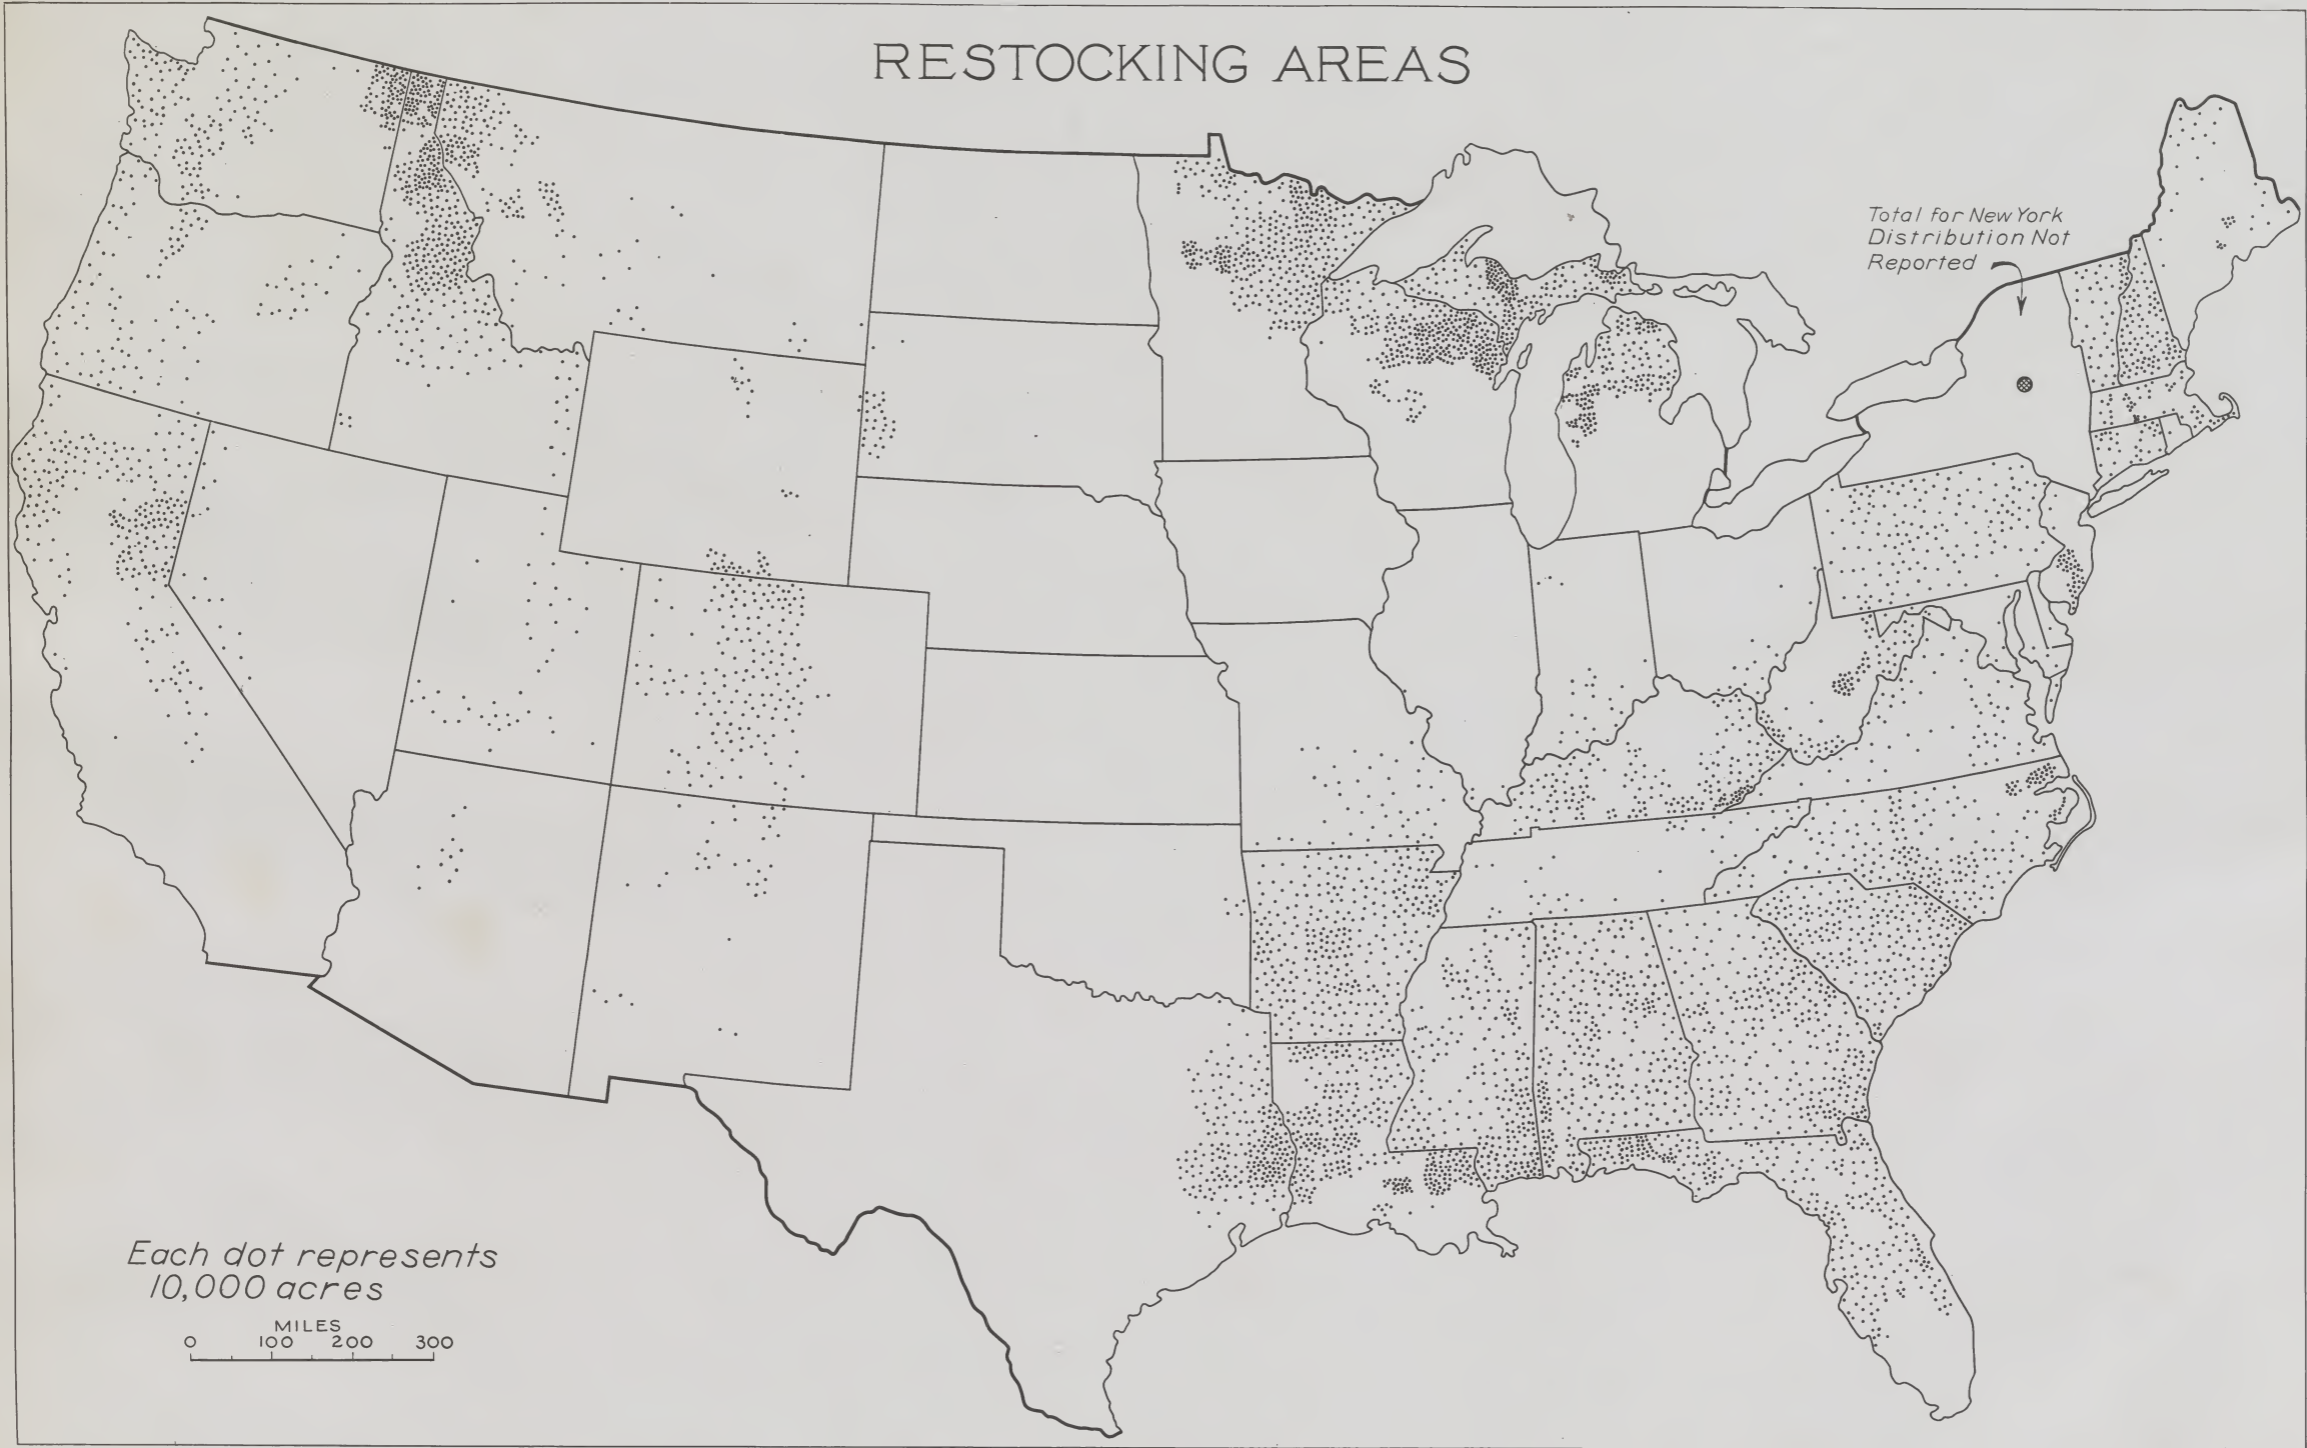 RESTOCKING AREAS
Total for New York
Distribution Not
Reported
Each dot represents
10,000 acres
MILES
0 100 200 300